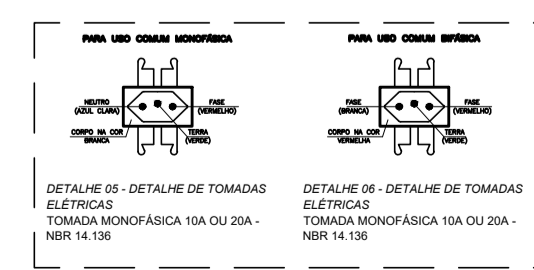 PARA USO COMUM MONOFÁSICA
NEUTRO
(AZUL CLARA)
FASE
(VERMELHO)
CORPO NA COR
BRANCA
TERRA
(VERDE)
DETALHE 05 - DETALHE DE TOMADAS
ELÉTRICAS
TOMADA MONOFÁSICA 10A OU 20A -
NBR 14.136
PARA USO COMUM BIFÁSICA
FASE
(BRANCA)
FASE
(VERMELHO)
CORPO NA COR
VERMELHA
TERRA
(VERDE)
DETALHE 06 - DETALHE DE TOMADAS
ELÉTRICAS
TOMADA MONOFÁSICA 10A OU 20A -
NBR 14.136